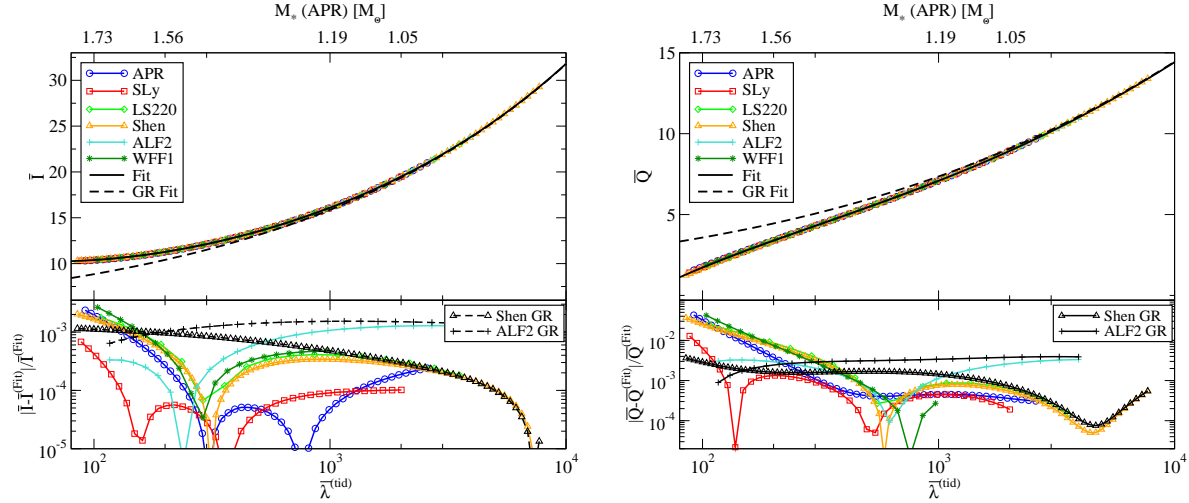 M* (APR) [M⊙]
1.73 1.56 1.19 1.05
30
25
20
15
10
Ī
APR
SLy
LS220
Shen
ALF2
WFF1
Fit
GR Fit
10⁻³
10⁻⁴
10⁻⁵
|Ī-Ī^(Fit)|/Ī^(Fit)
Shen GR
ALF2 GR
10² 10³ 10⁴
λ̄^(tid)
M* (APR) [M⊙]
1.73 1.56 1.19 1.05
15
10
5
Q̄
APR
SLy
LS220
Shen
ALF2
WFF1
Fit
GR Fit
10⁻²
10⁻³
10⁻⁴
|Q̄-Q̄^(Fit)|/Q̄^(Fit)
Shen GR
ALF2 GR
10² 10³ 10⁴
λ̄^(tid)